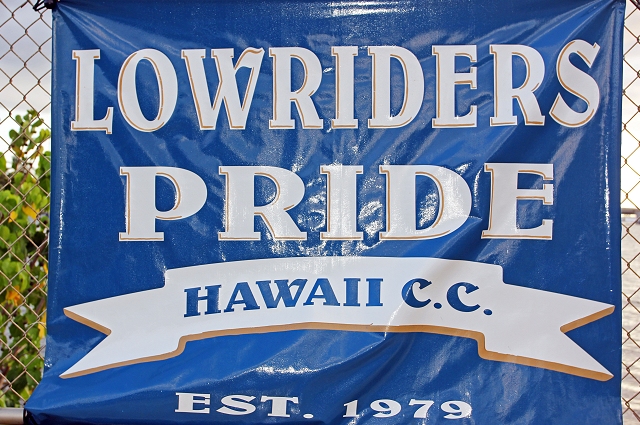 LOWRIDERS
PRIDE
HAWAII C.C.
EST. 1979